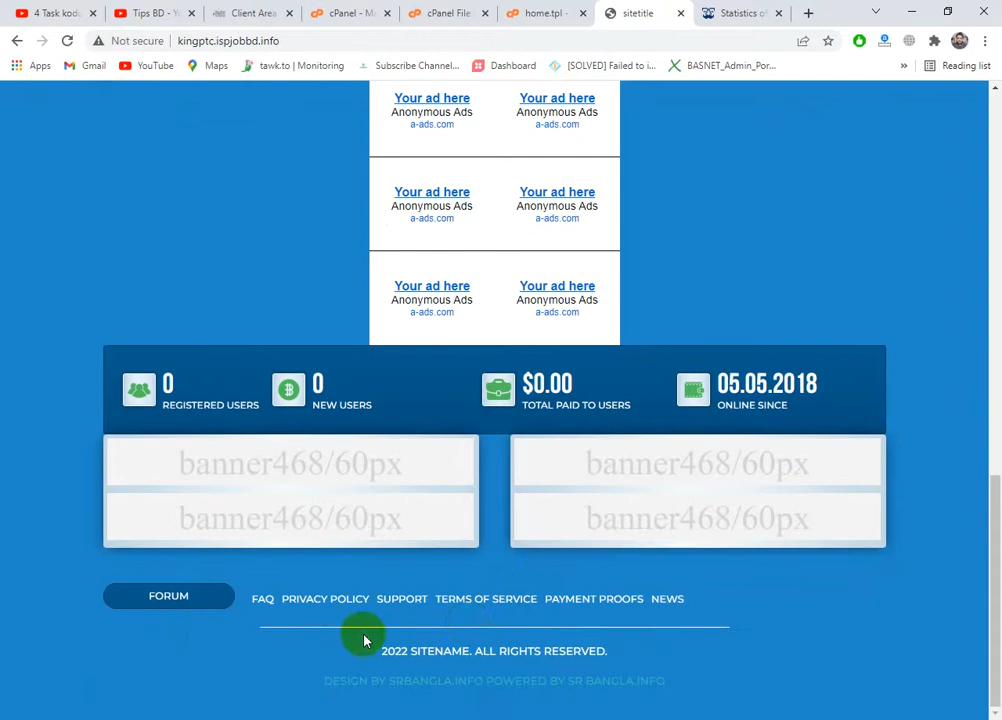 4 Task kod
Tips BD - Y
Client Area
cPanel - M
cPanel File
home.tpl -
sitetitle
Statistics o
Not secure | kingptc.ispjobbd.info
Apps Gmail YouTube Maps tawk.to | Monitoring Subscribe Channel... Dashboard [SOLVED] Failed to i... BASNET_Admin_Por... » Reading list
Your ad here Your ad here
Anonymous Ads Anonymous Ads
a-ads.com a-ads.com
Your ad here Your ad here
Anonymous Ads Anonymous Ads
a-ads.com a-ads.com
Your ad here Your ad here
Anonymous Ads Anonymous Ads
a-ads.com a-ads.com
0 0 $0.00 05.05.2018
REGISTERED USERS NEW USERS TOTAL PAID TO USERS ONLINE SINCE
banner468/60px banner468/60px
banner468/60px banner468/60px
FORUM FAQ PRIVACY POLICY SUPPORT TERMS OF SERVICE PAYMENT PROOFS NEWS
2022 SITENAME. ALL RIGHTS RESERVED.
DESIGN BY SRBANGLA.INFO POWERED BY SR BANGLA.INFO